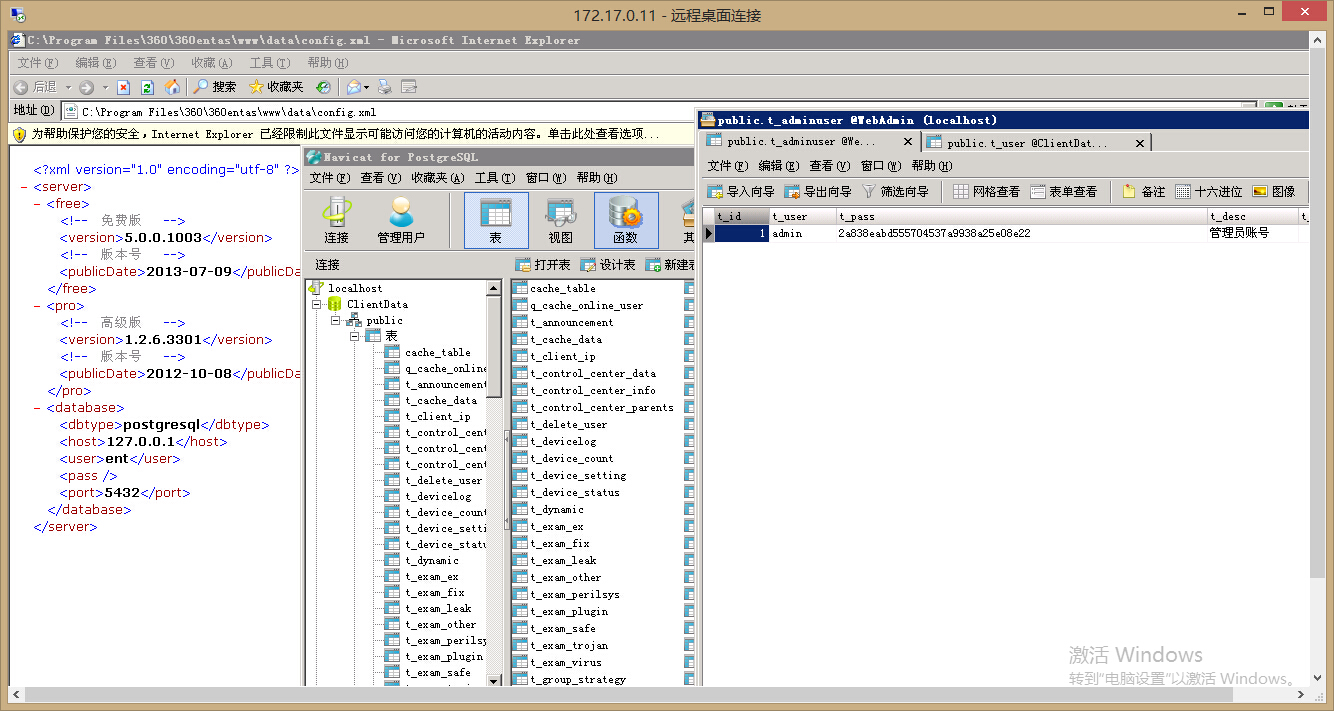 172.17.0.11 - 远程桌面连接
C:\Program Files\360\360entas\www\data\config.xml - Microsoft Internet Explorer
文件(F) 编辑(E) 查看(V) 收藏(A) 工具(T) 帮助(H)
后退 搜索 收藏夹
地址(D) C:\Program Files\360\360entas\www\data\config.xml
为帮助保护您的安全，Internet Explorer 已经限制此文件显示可能访问您的计算机的活动内容。单击此处查看选项...
<?xml version="1.0" encoding="utf-8" ?>
- <server>
- <free>
<!-- 免费版 -->
<version>5.0.0.1003</version>
<!-- 版本号 -->
<publicDate>2013-07-09</publicDa
</free>
- <pro>
<!-- 高级版 -->
<version>1.2.6.3301</version>
<!-- 版本号 -->
<publicDate>2012-10-08</publicDa
</pro>
- <database>
<dbtype>postgresql</dbtype>
<host>127.0.0.1</host>
<user>ent</user>
<pass />
<port>5432</port>
</database>
</server>
Navicat for PostgreSQL
文件(F) 查看(V) 收藏夹(A) 工具(T) 窗口(W) 帮助(H)
连接 管理用户 表 视图 函数 其
连接 打开表 设计表 新建表
localhost
ClientData
public
表
cache_table
q_cache_online
t_announcement
t_cache_data
t_client_ip
t_control_cent
t_control_cent
t_control_cent
t_delete_user
t_devicelog
t_device_count
t_device_setti
t_device_statu
t_dynamic
t_exam_ex
t_exam_fix
t_exam_leak
t_exam_other
t_exam_perilsy
t_exam_plugin
t_exam_safe
cache_table
q_cache_online_user
t_announcement
t_cache_data
t_client_ip
t_control_center_data
t_control_center_info
t_control_center_parents
t_delete_user
t_devicelog
t_device_count
t_device_setting
t_device_status
t_dynamic
t_exam_ex
t_exam_fix
t_exam_leak
t_exam_other
t_exam_perilsys
t_exam_plugin
t_exam_safe
t_exam_trojan
t_exam_virus
t_group_strategy
public.t_adminuser @WebAdmin (localhost)
public.t_adminuser @We... public.t_user @ClientDat...
文件(F) 编辑(E) 查看(V) 窗口(W) 帮助(H)
导入向导 导出向导 筛选向导 网格查看 表单查看 备注 十六进位 图像
t_id t_user t_pass t_desc t_
1 admin 2a838eabd555704537a9938a25e08e22 管理员账号
激活 Windows
转到"电脑设置"以激活 Windows。